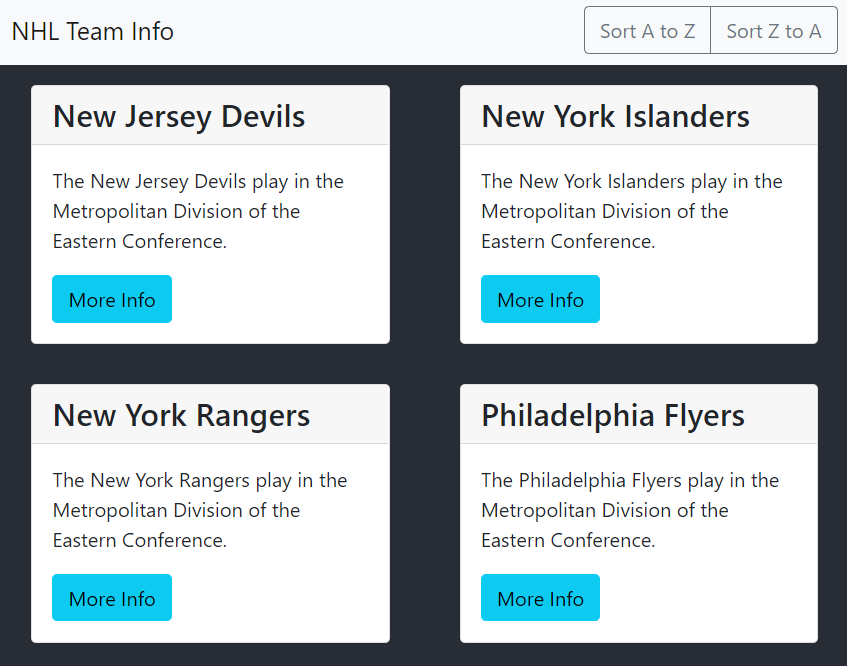 NHL Team Info
Sort A to Z
Sort Z to A
New Jersey Devils
The New Jersey Devils play in the
Metropolitan Division of the
Eastern Conference.
More Info
New York Islanders
The New York Islanders play in the
Metropolitan Division of the
Eastern Conference.
More Info
New York Rangers
The New York Rangers play in the
Metropolitan Division of the
Eastern Conference.
More Info
Philadelphia Flyers
The Philadelphia Flyers play in the
Metropolitan Division of the
Eastern Conference.
More Info